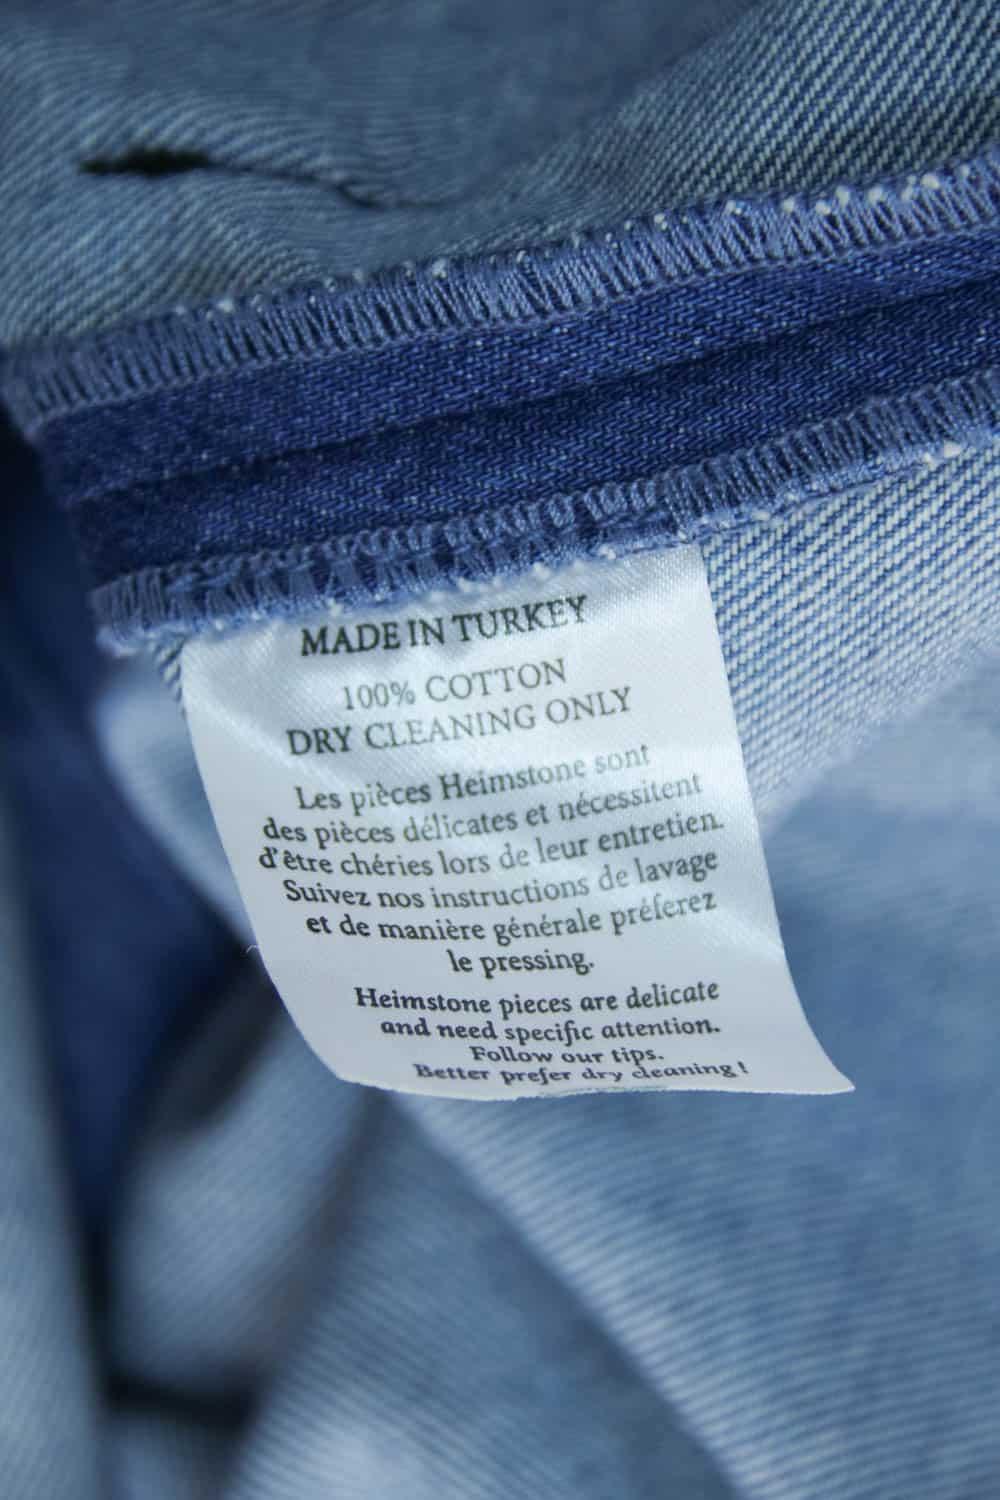 MADE IN TURKEY
100% COTTON
DRY CLEANING ONLY
Les pièces Heimstone sont
des pièces délicates et nécessitent
d'être chéries lors de leur entretien.
Suivez nos instructions de lavage
et de manière générale préferez
le pressing.
Heimstone pieces are delicate
and need specific attention.
Follow our tips.
Better prefer dry cleaning !